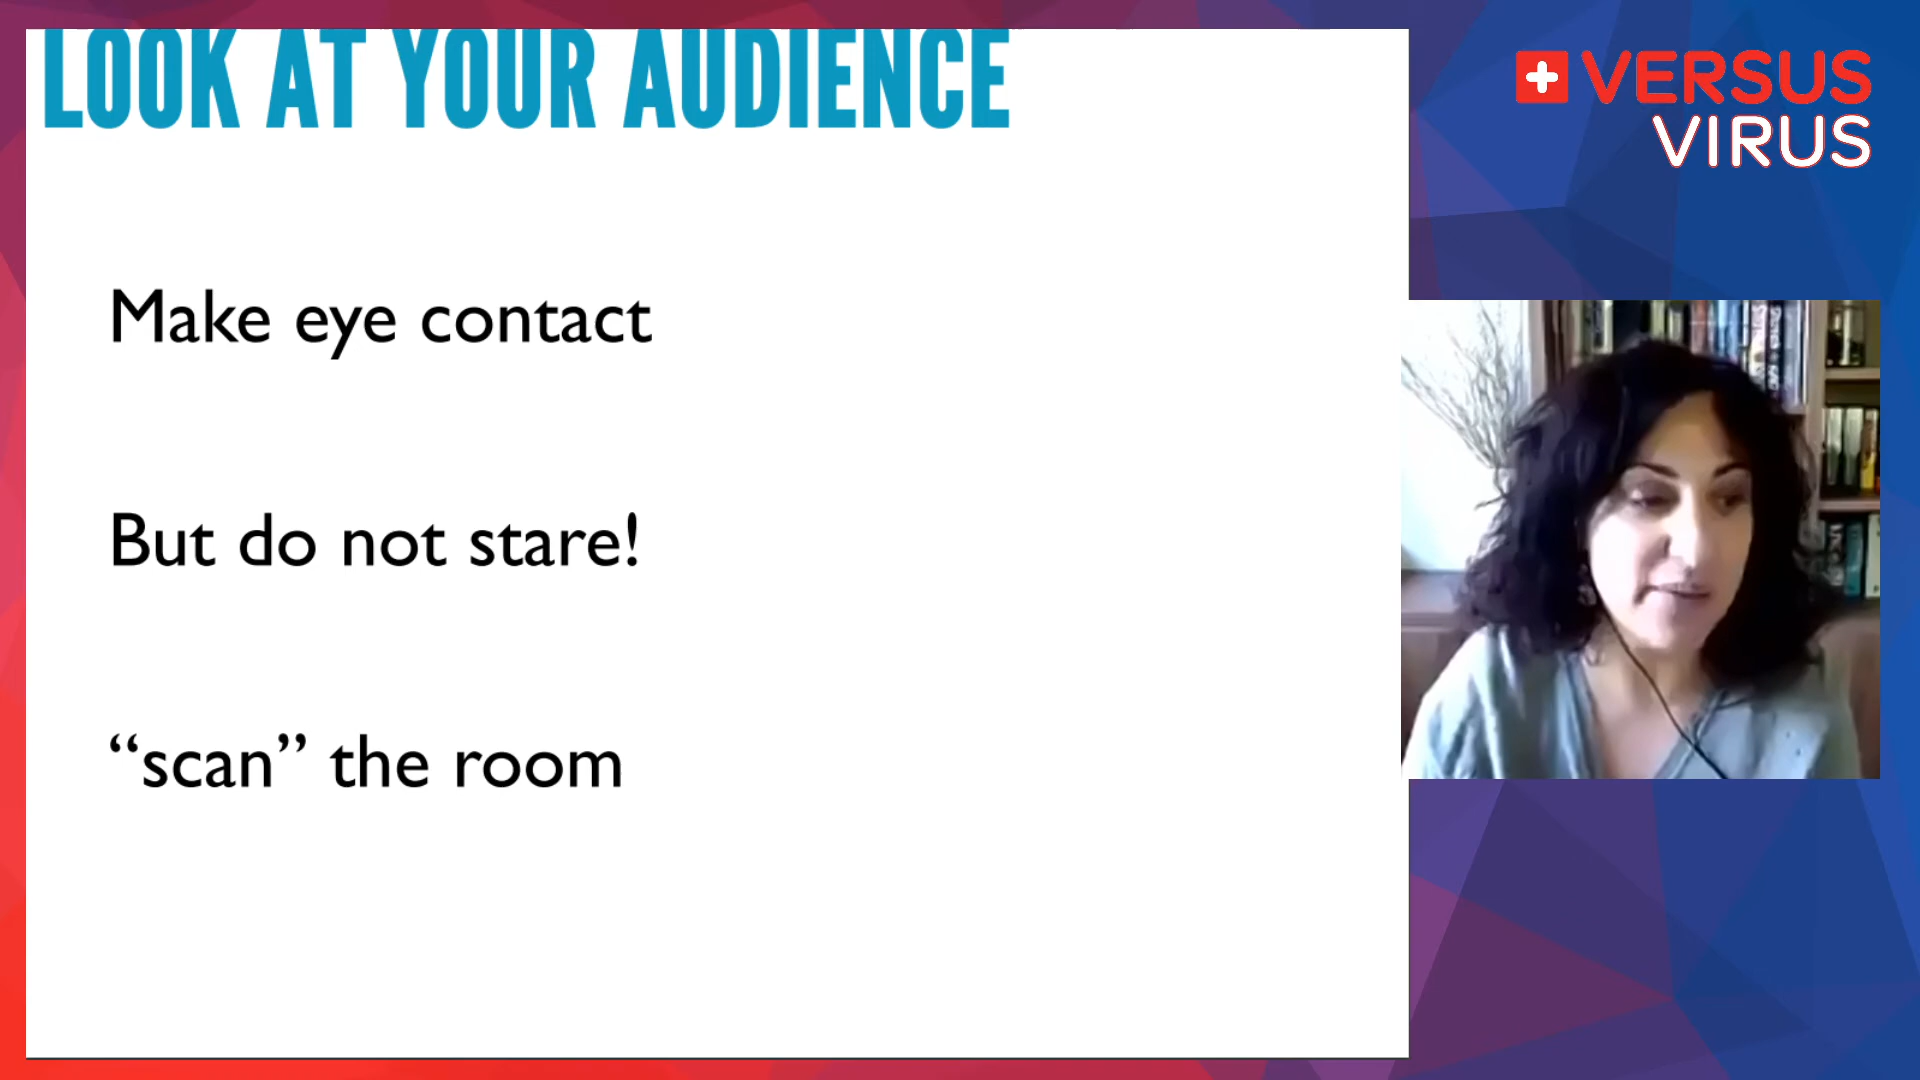 LOOK AT YOUR AUDIENCE
Make eye contact
But do not stare!
“scan” the room
VERSUS
VIRUS